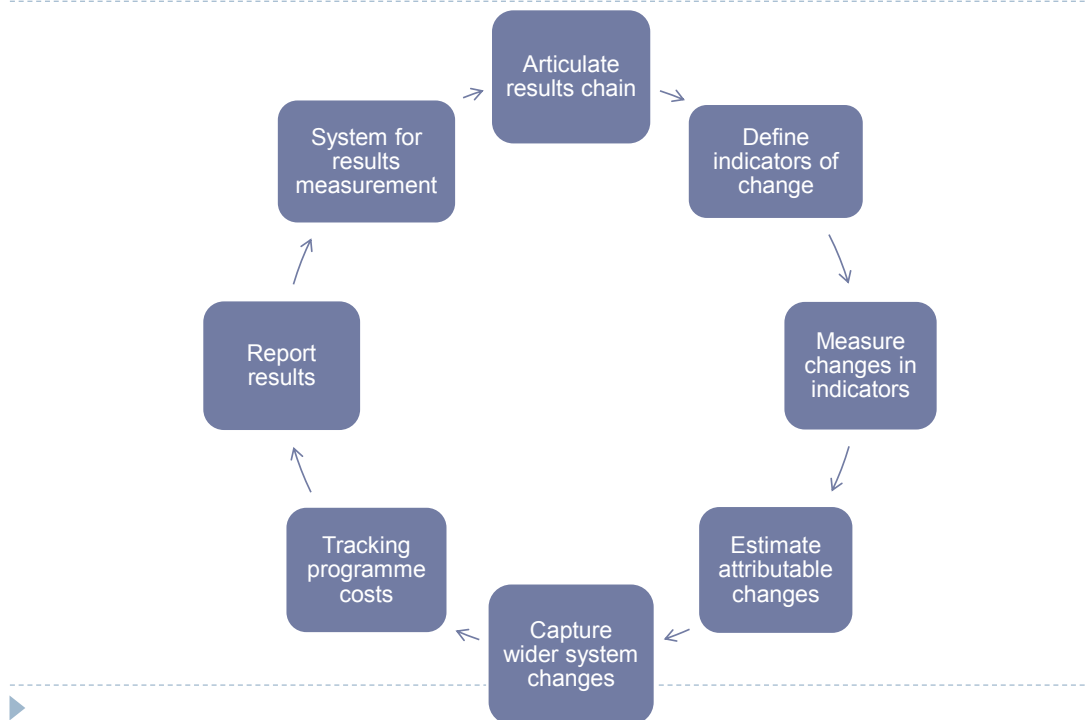 Articulate
results chain
Define
indicators of
change
Measure
changes in
indicators
Estimate
attributable
changes
Capture
wider system
changes
Tracking
programme
costs
Report
results
System for
results
measurement